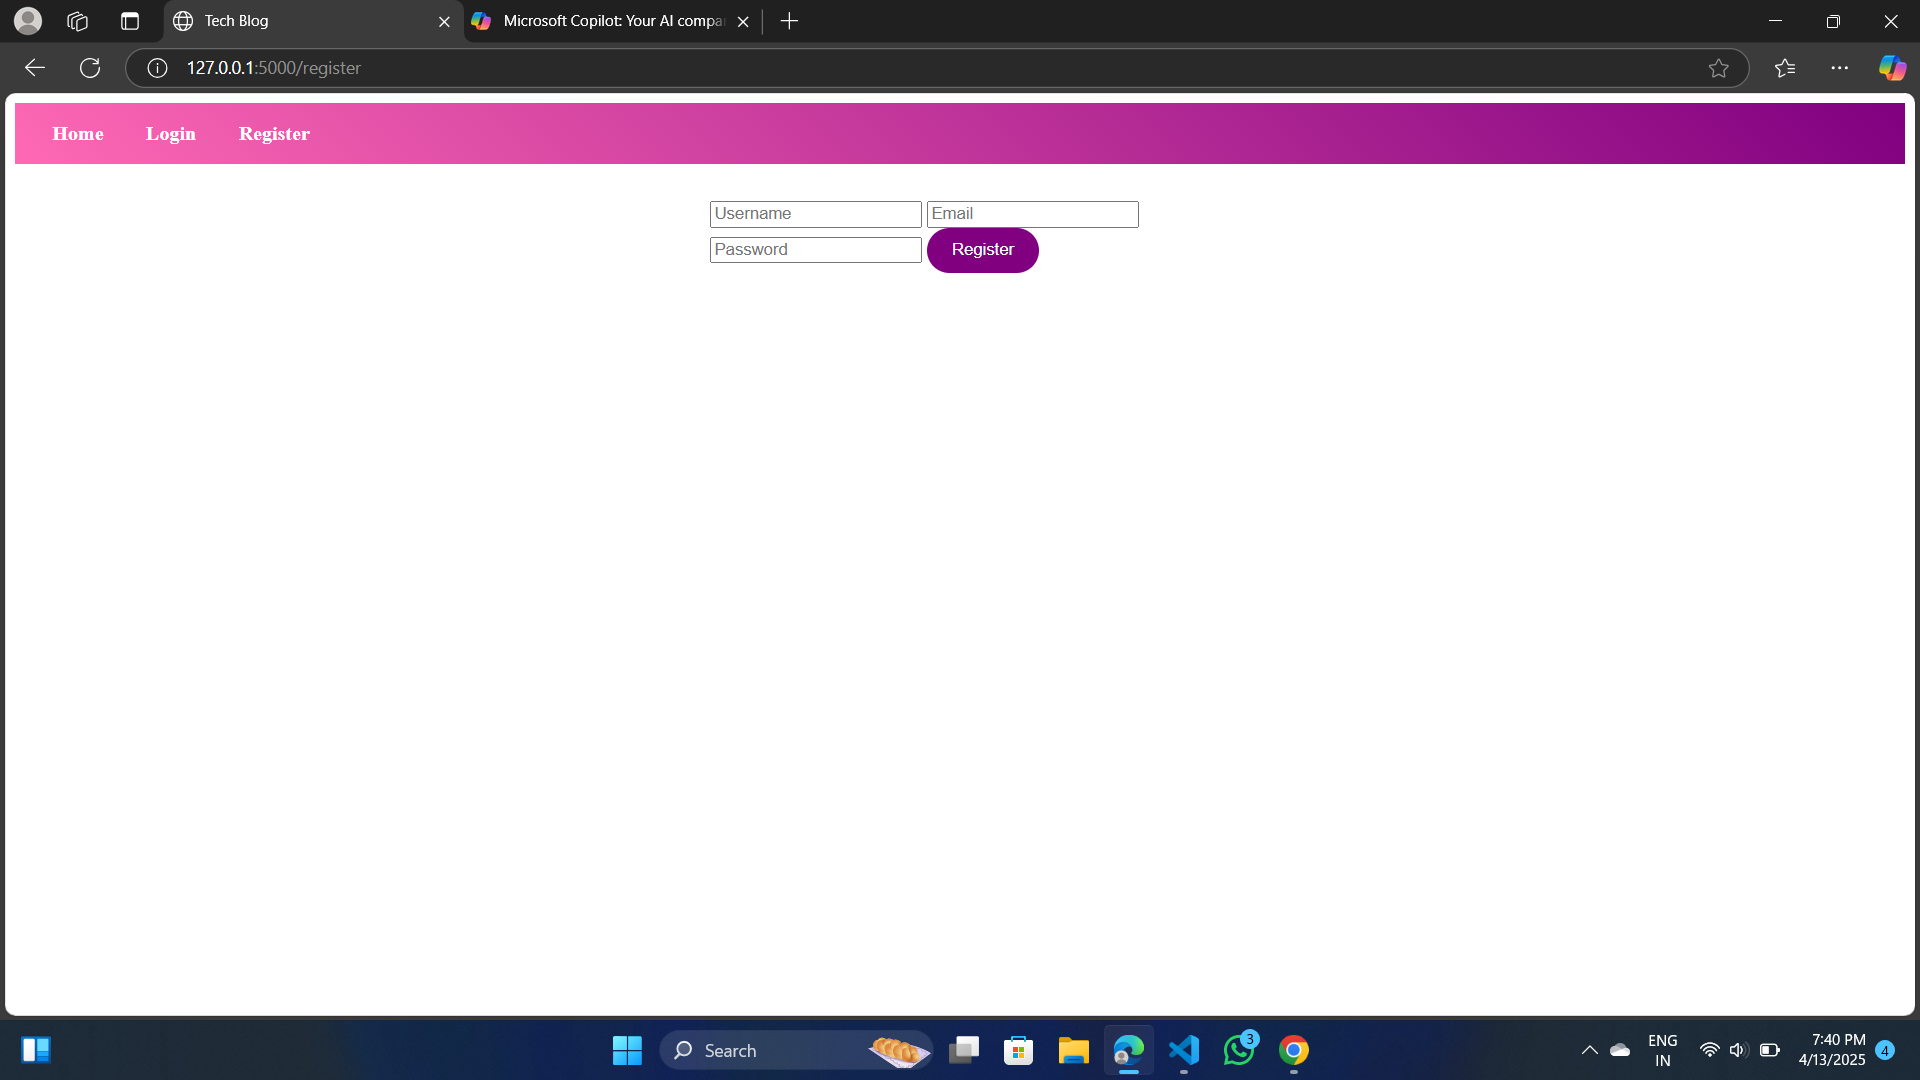 Tech Blog
Microsoft Copilot: Your AI compa
127.0.0.1:5000/register
Home Login Register
Username Email
Password Register
Search
3
ENG
IN
7:40 PM
4/13/2025
4